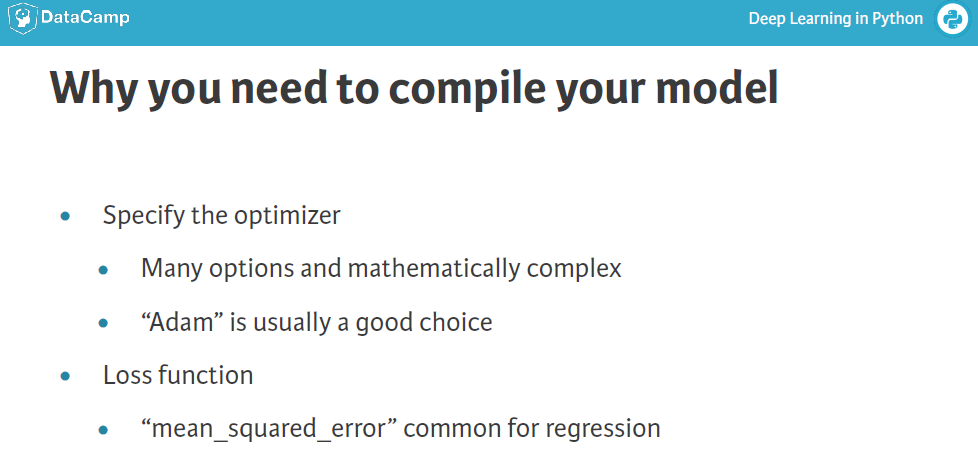 DataCamp
Deep Learning in Python
Why you need to compile your model
• Specify the optimizer
• Many options and mathematically complex
• “Adam” is usually a good choice
• Loss function
• “mean_squared_error” common for regression